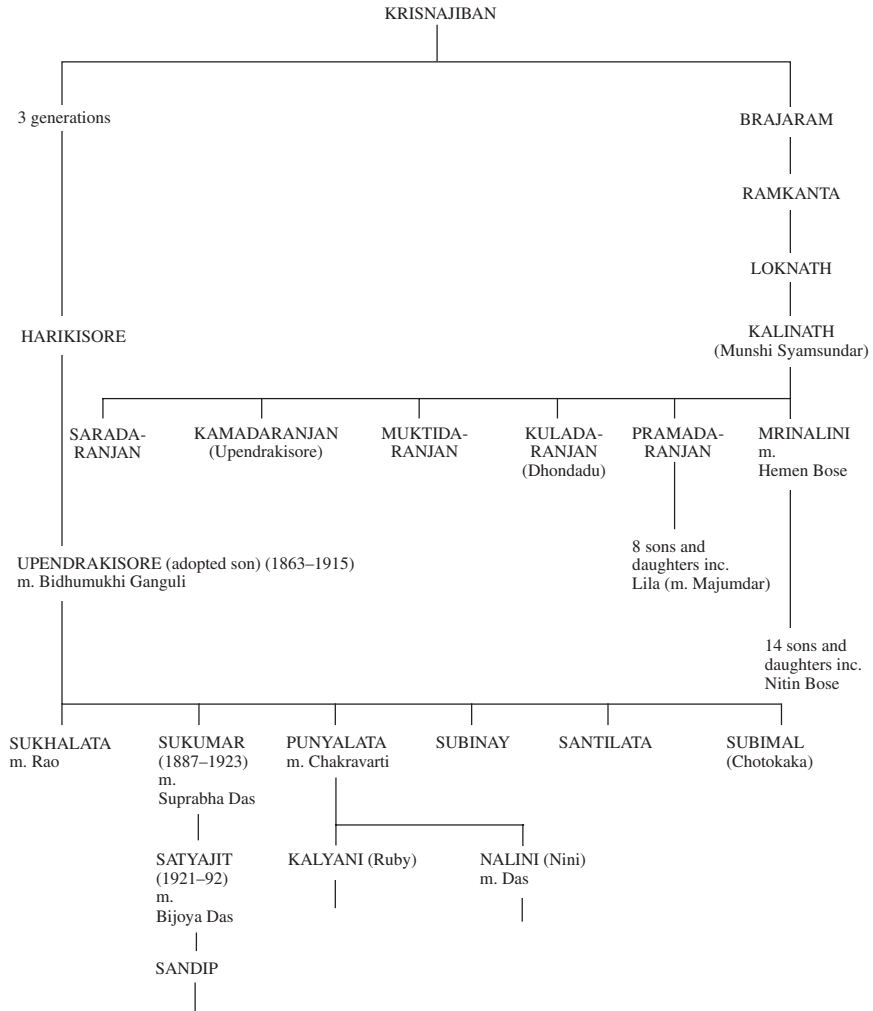 KRISNAJIBAN
3 generations
BRAJARAM
RAMKANTA
LOKNATH
HARIKISORE
KALINATH
(Munshi Syamsundar)
SARADA-
RANJAN
KAMADARANJAN
(Upendrakisore)
MUKTIDA-
RANJAN
KULADA-
RANJAN
(Dhondadu)
PRAMADA-
RANJAN
MRINALINI
m.
Hemen Bose
UPENDRAKISORE (adopted son) (1863–1915)
m. Bidhumukhi Ganguli
8 sons and
daughters inc.
Lila (m. Majumdar)
14 sons and
daughters inc.
Nitin Bose
SUKHALATA
m. Rao
SUKUMAR
(1887–1923)
m.
Suprabha Das
PUNYALATA
m. Chakravarti
SUBINAY
SANTILATA
SUBIMAL
(Chotokaka)
SATYAJIT
(1921–92)
m.
Bijoya Das
KALYANI (Ruby)
NALINI (Nini)
m. Das
SANDIP